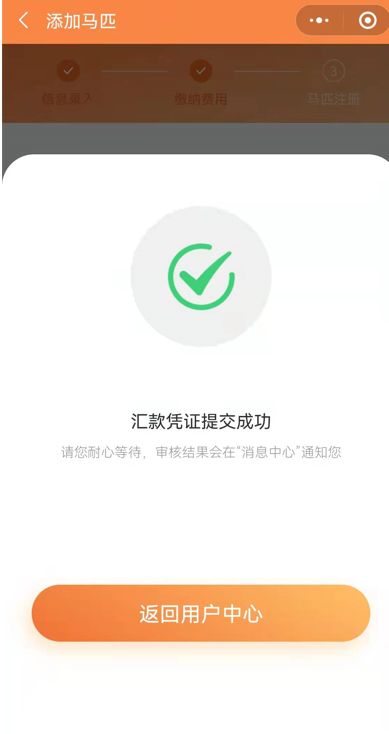 添加马匹
3
信息录入
缴纳费用
马匹注册
汇款凭证提交成功
请您耐心等待，审核结果会在“消息中心”通知您
返回用户中心